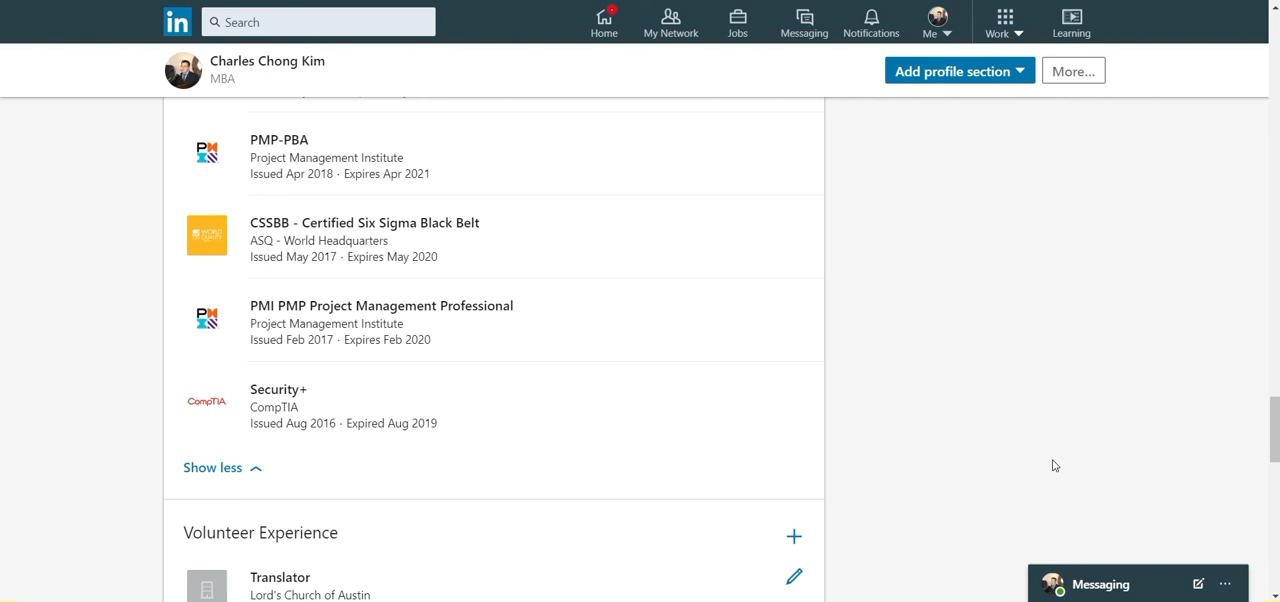 in
Search
Home
My Network
Jobs
Messaging
Notifications
Me
Work
Learning
Charles Chong Kim
MBA
Add profile section
More...
PMP-PBA
Project Management Institute
Issued Apr 2018 · Expires Apr 2021
CSSBB - Certified Six Sigma Black Belt
ASQ - World Headquarters
Issued May 2017 · Expires May 2020
PMI PMP Project Management Professional
Project Management Institute
Issued Feb 2017 · Expires Feb 2020
CompTIA
Security+
CompTIA
Issued Aug 2016 · Expired Aug 2019
Show less
Volunteer Experience
Translator
Lord's Church of Austin
Messaging